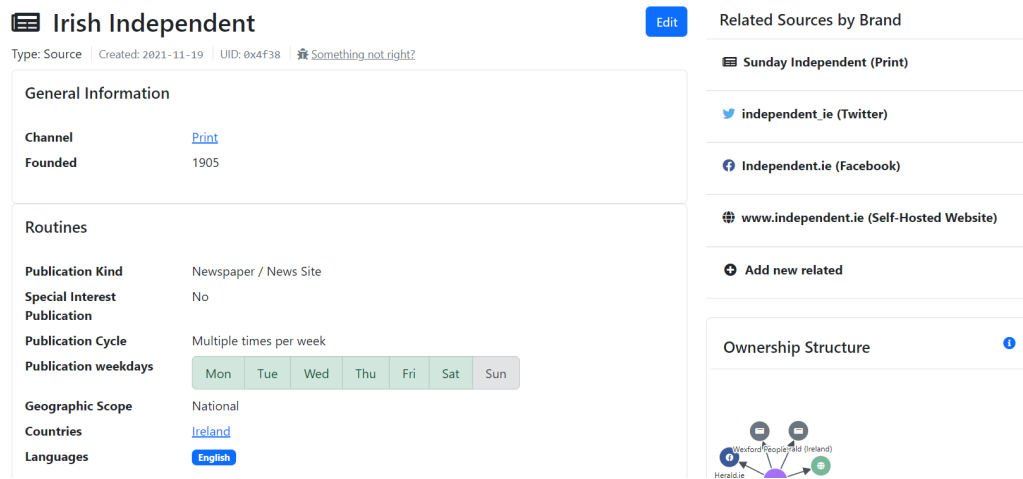 Irish Independent
Edit
Type: Source Created: 2021-11-19 UID: 0x4f38 Something not right?
General Information
Channel Print
Founded 1905
Routines
Publication Kind Newspaper / News Site
Special Interest No
Publication
Publication Cycle Multiple times per week
Publication weekdays Mon Tue Wed Thu Fri Sat Sun
Geographic Scope National
Countries Ireland
Languages English
Related Sources by Brand
Sunday Independent (Print)
independent_ie (Twitter)
Independent.ie (Facebook)
www.independent.ie (Self-Hosted Website)
Add new related
Ownership Structure
Wexford People
(Ireland)
Herald.ie